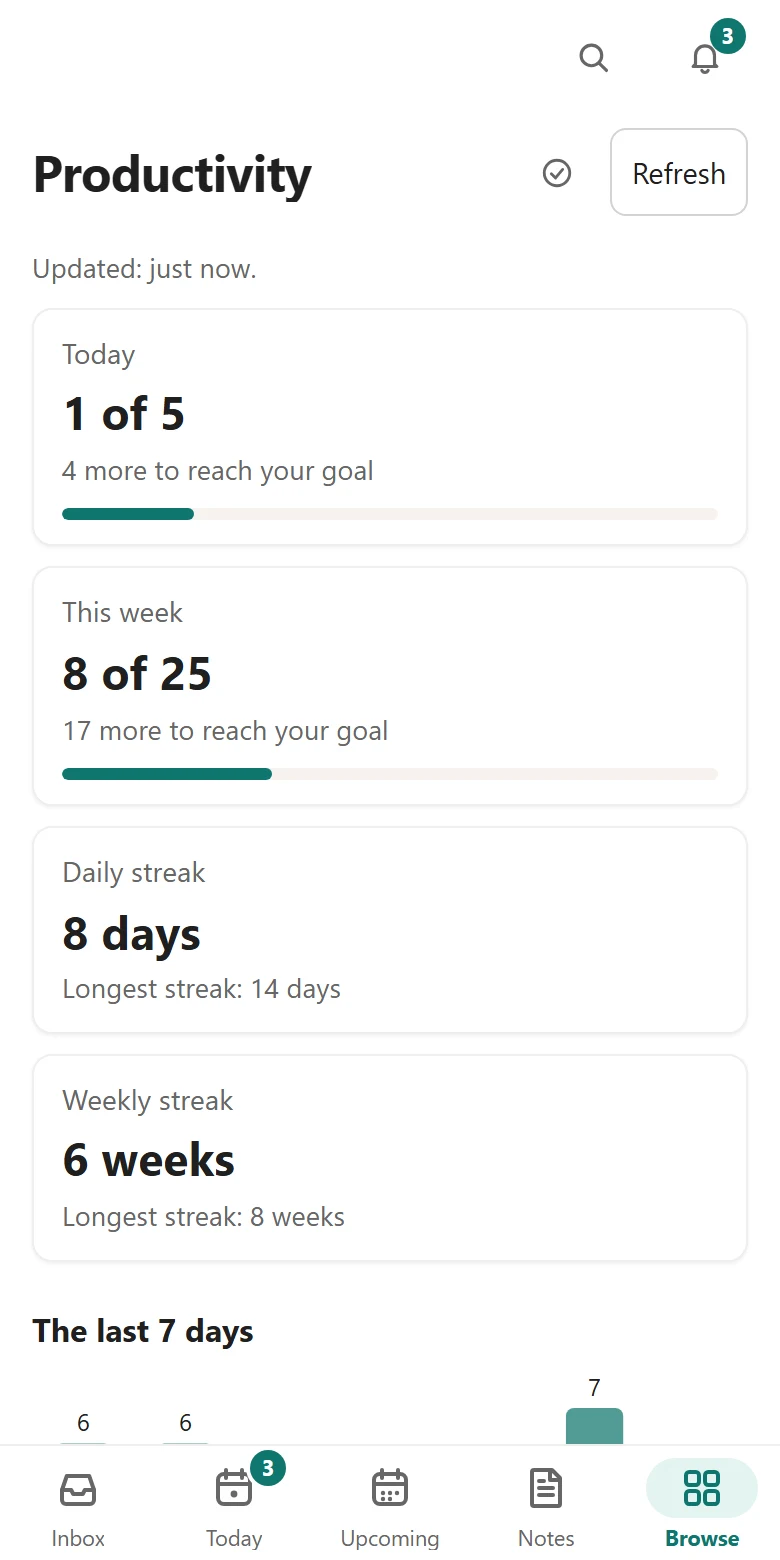 3
Productivity
Refresh
Updated: just now.
Today
1 of 5
4 more to reach your goal
This week
8 of 25
17 more to reach your goal
Daily streak
8 days
Longest streak: 14 days
Weekly streak
6 weeks
Longest streak: 8 weeks
The last 7 days
7
6 6
3
Inbox Today Upcoming Notes Browse